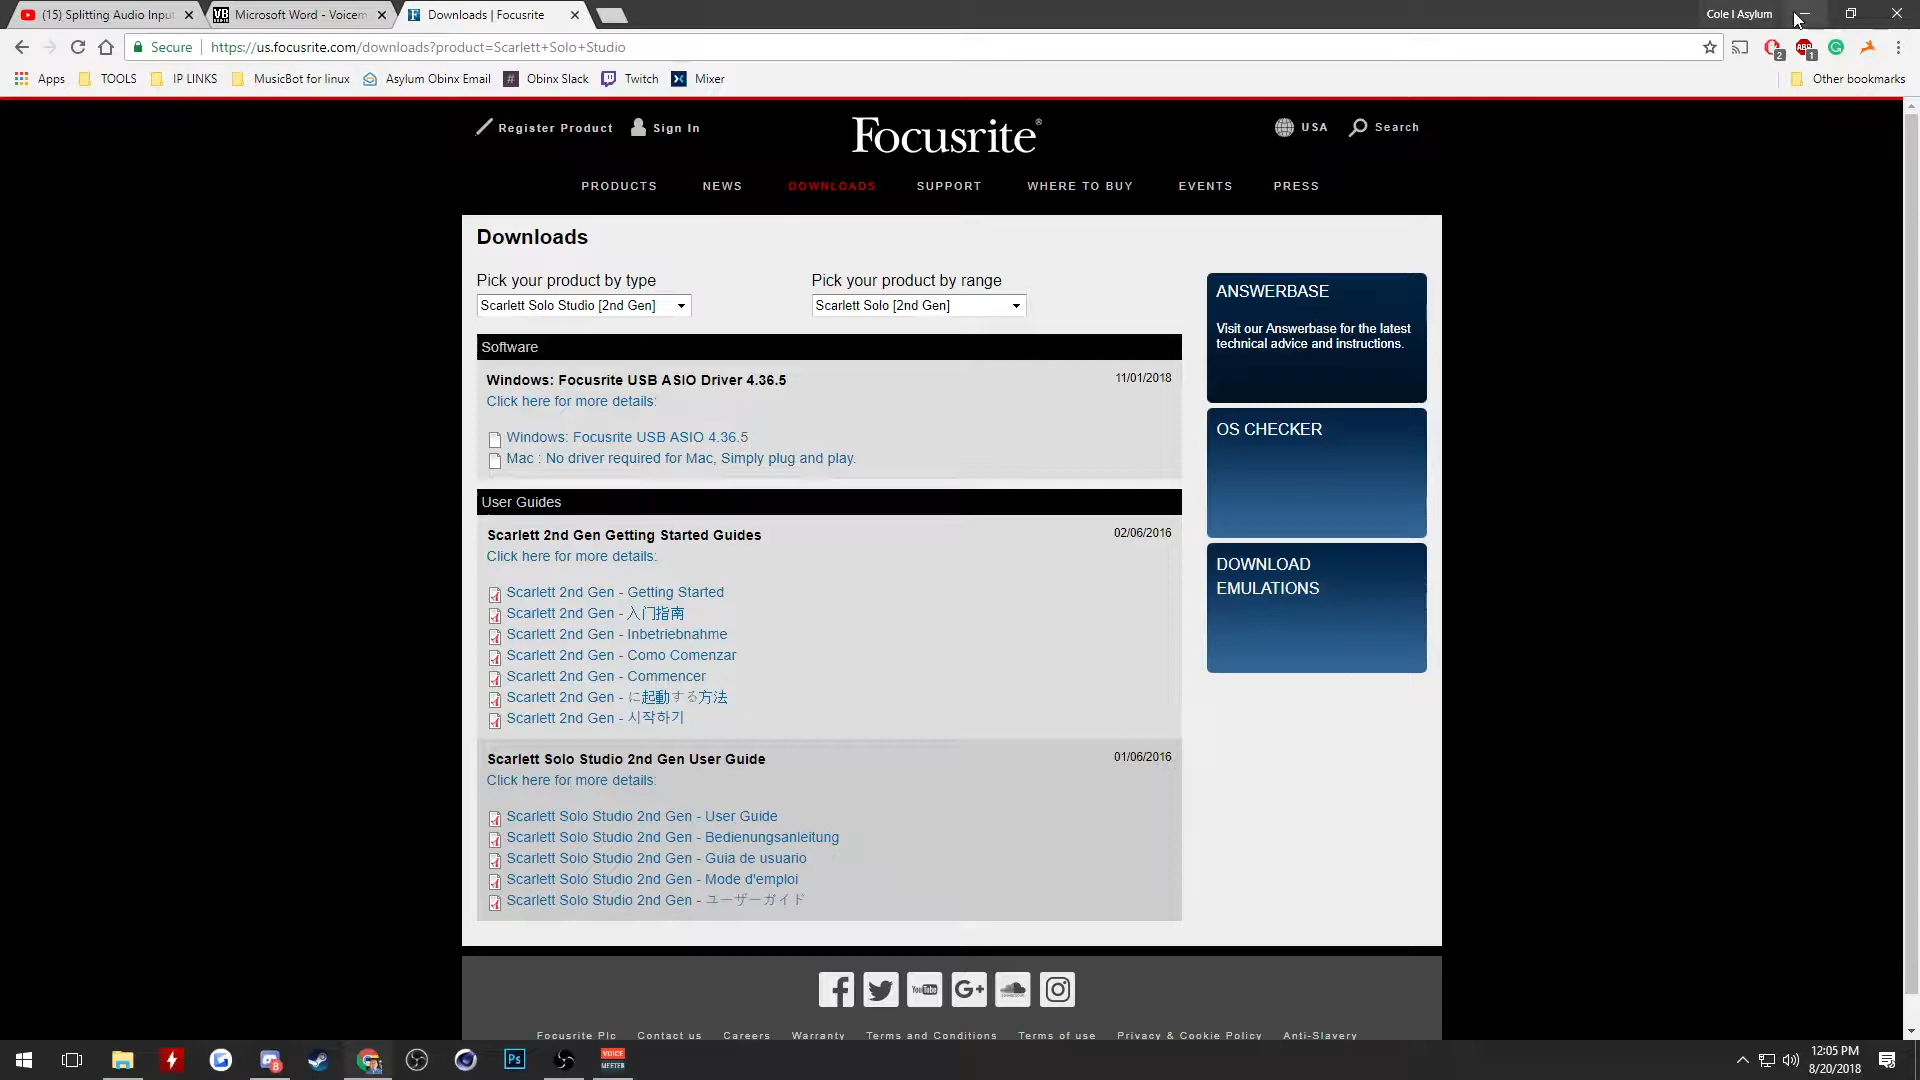 (15) Splitting Audio Input
Microsoft Word - Voicem
Downloads | Focusrite
Cole l Asylum
Secure
https://us.focusrite.com/downloads?product=Scarlett+Solo+Studio
ABP
2
1
Apps
TOOLS
IP LINKS
MusicBot for linux
Asylum Obinx Email
Obinx Slack
Twitch
Mixer
Other bookmarks
Register Product
Sign In
Focusrite®
USA
Search
PRODUCTS
NEWS
DOWNLOADS
SUPPORT
WHERE TO BUY
EVENTS
PRESS
Downloads
Pick your product by type
Pick your product by range
Scarlett Solo Studio [2nd Gen]
Scarlett Solo [2nd Gen]
Software
Windows: Focusrite USB ASIO Driver 4.36.5
11/01/2018
Click here for more details:
Windows: Focusrite USB ASIO 4.36.5
Mac : No driver required for Mac, Simply plug and play.
User Guides
Scarlett 2nd Gen Getting Started Guides
02/06/2016
Click here for more details:
Scarlett 2nd Gen - Getting Started
Scarlett 2nd Gen - 入门指南
Scarlett 2nd Gen - Inbetriebnahme
Scarlett 2nd Gen - Como Comenzar
Scarlett 2nd Gen - Commencer
Scarlett 2nd Gen - に起動する方法
Scarlett 2nd Gen - 시작하기
Scarlett Solo Studio 2nd Gen User Guide
01/06/2016
Click here for more details:
Scarlett Solo Studio 2nd Gen - User Guide
Scarlett Solo Studio 2nd Gen - Bedienungsanleitung
Scarlett Solo Studio 2nd Gen - Guia de usuario
Scarlett Solo Studio 2nd Gen - Mode d'emploi
Scarlett Solo Studio 2nd Gen - ユーザーガイド
ANSWERBASE
Visit our Answerbase for the latest
technical advice and instructions.
OS CHECKER
DOWNLOAD
EMULATIONS
YouTube
G+
Focusrite Plc
Contact us
Careers
Warranty
Terms and Conditions
Terms of use
Privacy & Cookie Policy
Anti-Slavery
8
Ps
VOICE
MEETER
12:05 PM
8/20/2018